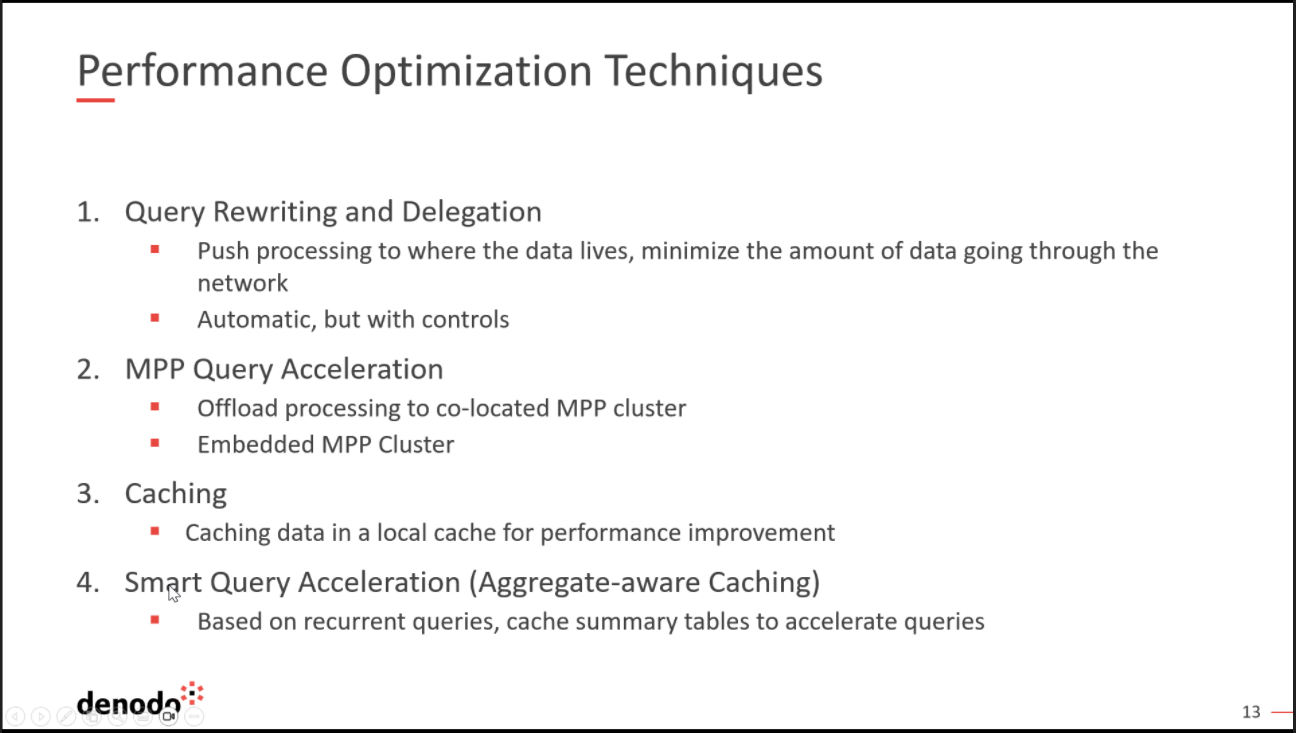 Performance Optimization Techniques
1. Query Rewriting and Delegation
Push processing to where the data lives, minimize the amount of data going through the
network
Automatic, but with controls
2. MPP Query Acceleration
Offload processing to co-located MPP cluster
Embedded MPP Cluster
3. Caching
Caching data in a local cache for performance improvement
4. Smart Query Acceleration (Aggregate-aware Caching)
Based on recurrent queries, cache summary tables to accelerate queries
denodo
13